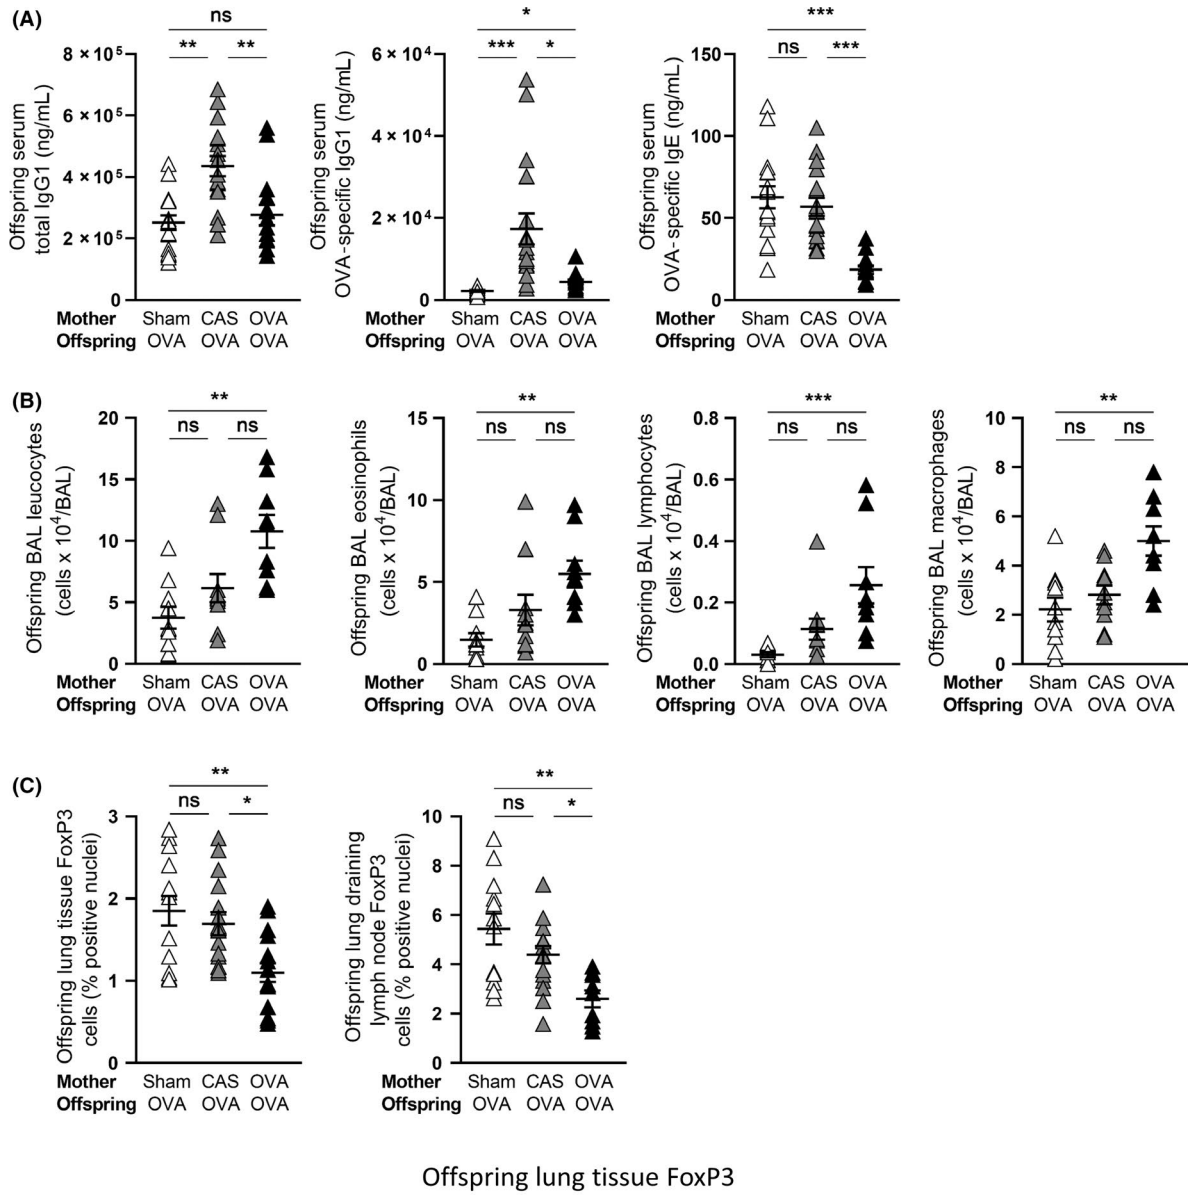 (A)
ns
** **
8 × 10⁵
6 × 10⁵
4 × 10⁵
2 × 10⁵
0
Offspring serum
total IgG1 (ng/mL)
Mother Sham CAS OVA
Offspring OVA OVA OVA
*
*** *
6 × 10⁴
4 × 10⁴
2 × 10⁴
0
Offspring serum
OVA-specific IgG1 (ng/mL)
Mother Sham CAS OVA
Offspring OVA OVA OVA
***
ns ***
150
100
50
0
Offspring serum
OVA-specific IgE (ng/mL)
Mother Sham CAS OVA
Offspring OVA OVA OVA
(B)
**
ns ns
20
15
10
5
0
Offspring BAL leucocytes
(cells x 10⁴/BAL)
Mother Sham CAS OVA
Offspring OVA OVA OVA
**
ns ns
15
10
5
0
Offspring BAL eosinophils
(cells x 10⁴/BAL)
Mother Sham CAS OVA
Offspring OVA OVA OVA
***
ns ns
0.8
0.6
0.4
0.2
0.0
Offspring BAL lymphocytes
(cells x 10⁴/BAL)
Mother Sham CAS OVA
Offspring OVA OVA OVA
**
ns ns
10
8
6
4
2
0
Offspring BAL macrophages
(cells x 10⁴/BAL)
Mother Sham CAS OVA
Offspring OVA OVA OVA
(C)
**
ns *
3
2
1
0
Offspring lung tissue FoxP3
cells (% positive nuclei)
Mother Sham CAS OVA
Offspring OVA OVA OVA
**
ns *
10
8
6
4
2
0
Offspring lung draining
lymph node FoxP3
cells (% positive nuclei)
Mother Sham CAS OVA
Offspring OVA OVA OVA
Offspring lung tissue FoxP3